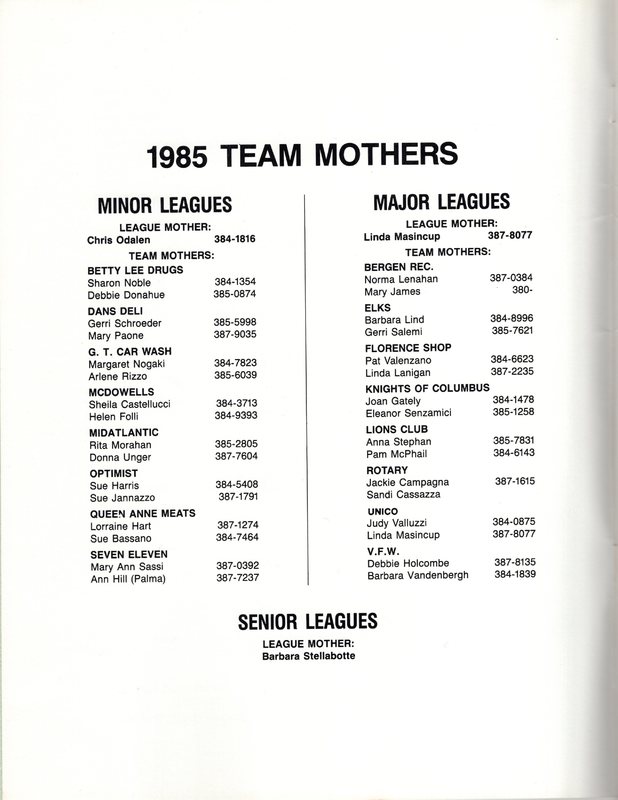 1985 TEAM MOTHERS
MINOR LEAGUES
LEAGUE MOTHER:
Chris Odalen 384-1816
TEAM MOTHERS:
BETTY LEE DRUGS
Sharon Noble 384-1354
Debbie Donahue 385-0874
DANS DELI
Gerri Schroeder 385-5998
Mary Paone 387-9035
G. T. CAR WASH
Margaret Nogaki 384-7823
Arlene Rizzo 385-6039
MCDOWELLS
Sheila Castellucci 384-3713
Helen Folli 384-9393
MIDATLANTIC
Rita Morahan 385-2805
Donna Unger 387-7604
OPTIMIST
Sue Harris 384-5408
Sue Jannazzo 387-1791
QUEEN ANNE MEATS
Lorraine Hart 387-1274
Sue Bassano 384-7464
SEVEN ELEVEN
Mary Ann Sassi 387-0392
Ann Hill (Palma) 387-7237
MAJOR LEAGUES
LEAGUE MOTHER:
Linda Masincup 387-8077
TEAM MOTHERS:
BERGEN REC.
Norma Lenahan 387-0384
Mary James 380-
ELKS
Barbara Lind 384-8996
Gerri Salemi 385-7621
FLORENCE SHOP
Pat Valenzano 384-6623
Linda Lanigan 387-2235
KNIGHTS OF COLUMBUS
Joan Gately 384-1478
Eleanor Senzamici 385-1258
LIONS CLUB
Anna Stephan 385-7831
Pam McPhail 384-6143
ROTARY
Jackie Campagna 387-1615
Sandi Cassazza
UNICO
Judy Valluzzi 384-0875
Linda Masincup 387-8077
V.F.W.
Debbie Holcombe 387-8135
Barbara Vandenbergh 384-1839
SENIOR LEAGUES
LEAGUE MOTHER:
Barbara Stellabotte